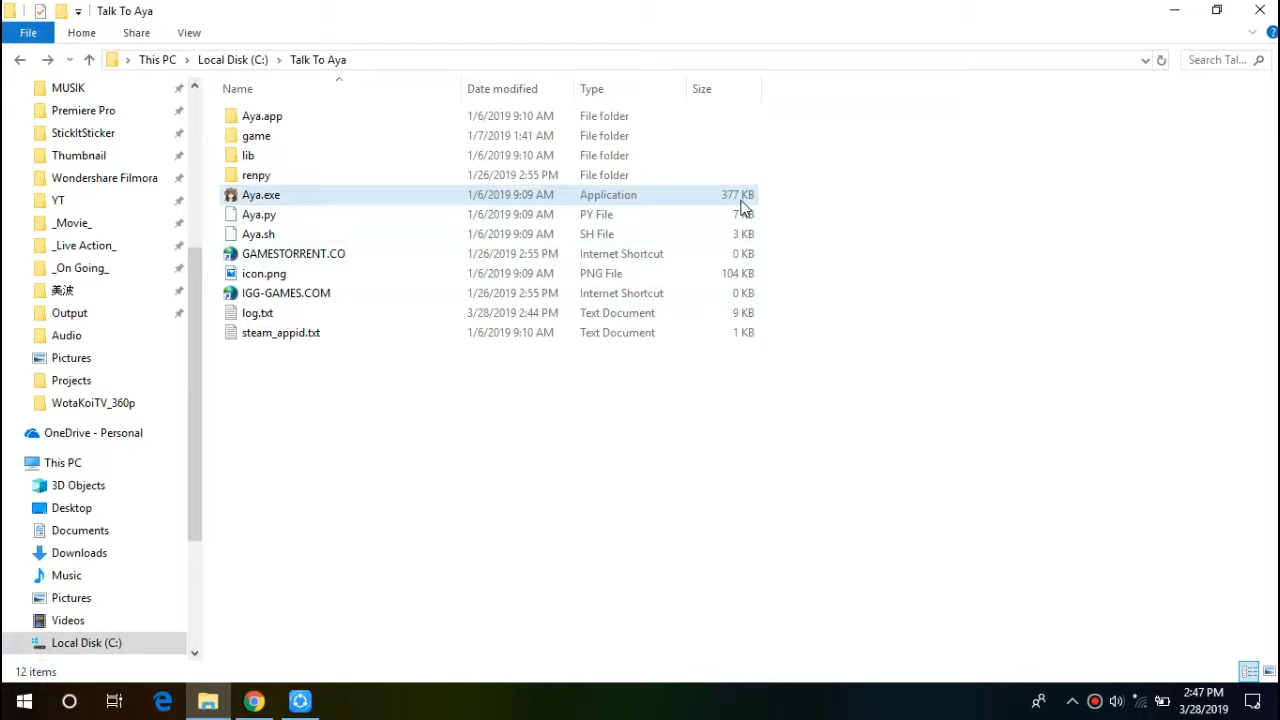 Talk To Aya
File Home Share View
This PC Local Disk (C:) Talk To Aya Search Tal...
Name Date modified Type Size
MUSIK
Premiere Pro
StickItSticker
Thumbnail
Wondershare Filmora
YT
_Movie_
_Live Action_
_On Going_
美波
Output
Audio
Pictures
Projects
WotaKoiTV_360p
OneDrive - Personal
This PC
3D Objects
Desktop
Documents
Downloads
Music
Pictures
Videos
Local Disk (C:)
Aya.app 1/6/2019 9:10 AM File folder
game 1/7/2019 1:41 AM File folder
lib 1/6/2019 9:10 AM File folder
renpy 1/26/2019 2:55 PM File folder
Aya.exe 1/6/2019 9:09 AM Application 377 KB
Aya.py 1/6/2019 9:09 AM PY File 7
Aya.sh 1/6/2019 9:09 AM SH File 3 KB
GAMESTORRENT.CO 1/26/2019 2:55 PM Internet Shortcut 0 KB
icon.png 1/6/2019 9:09 AM PNG File 104 KB
IGG-GAMES.COM 1/26/2019 2:55 PM Internet Shortcut 0 KB
log.txt 3/28/2019 2:44 PM Text Document 9 KB
steam_appid.txt 1/6/2019 9:10 AM Text Document 1 KB
12 items
2:47 PM
3/28/2019